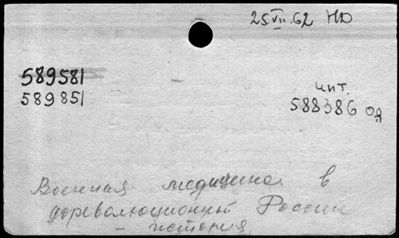 25 VII. 62 НЮ
589581
589851
чит.
588386 од
Военная медицина в
дореволюционной России
- история